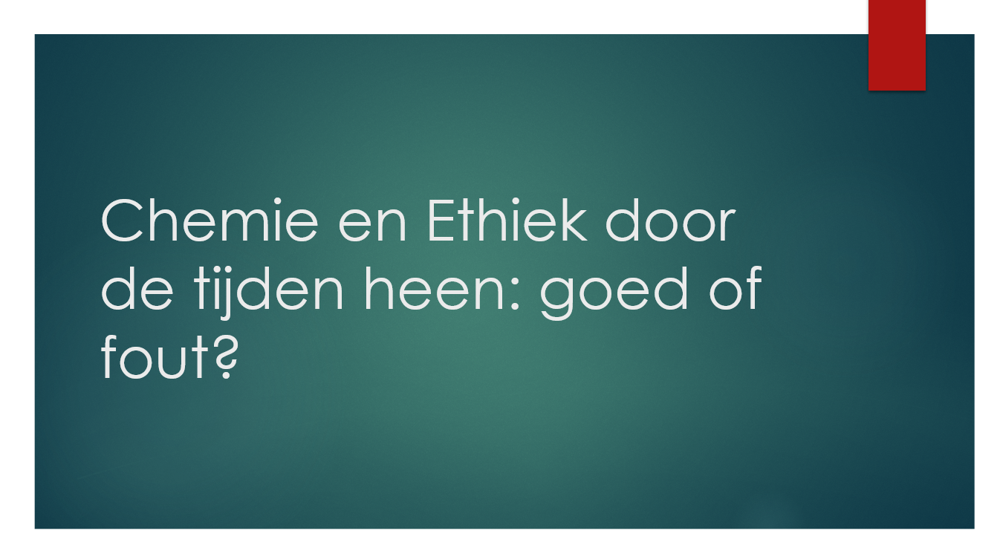 Chemie en Ethiek door
de tijden heen: goed of
fout?